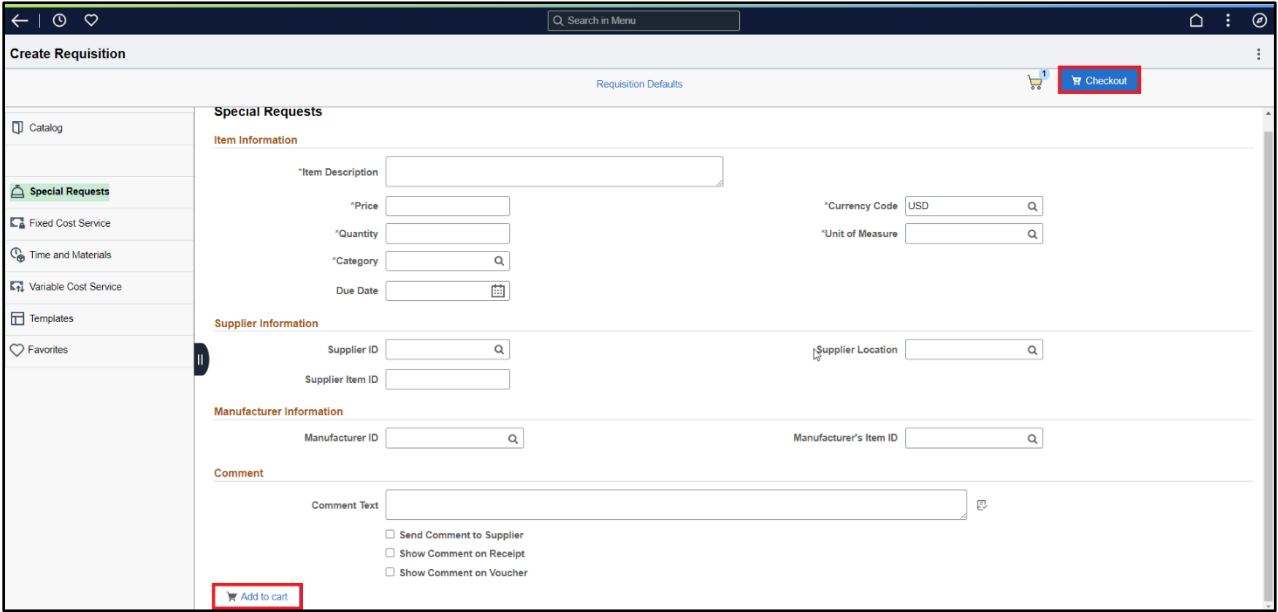 Search in Menu
Create Requisition
Requisition Defaults
1
Checkout
Catalog
Special Requests
Fixed Cost Service
Time and Materials
Variable Cost Service
Templates
Favorites
Special Requests
Item Information
*Item Description
*Price
*Currency Code USD
*Quantity
*Unit of Measure
*Category
Due Date
Supplier Information
Supplier ID
Supplier Location
Supplier Item ID
Manufacturer Information
Manufacturer ID
Manufacturer's Item ID
Comment
Comment Text
Send Comment to Supplier
Show Comment on Receipt
Show Comment on Voucher
Add to cart